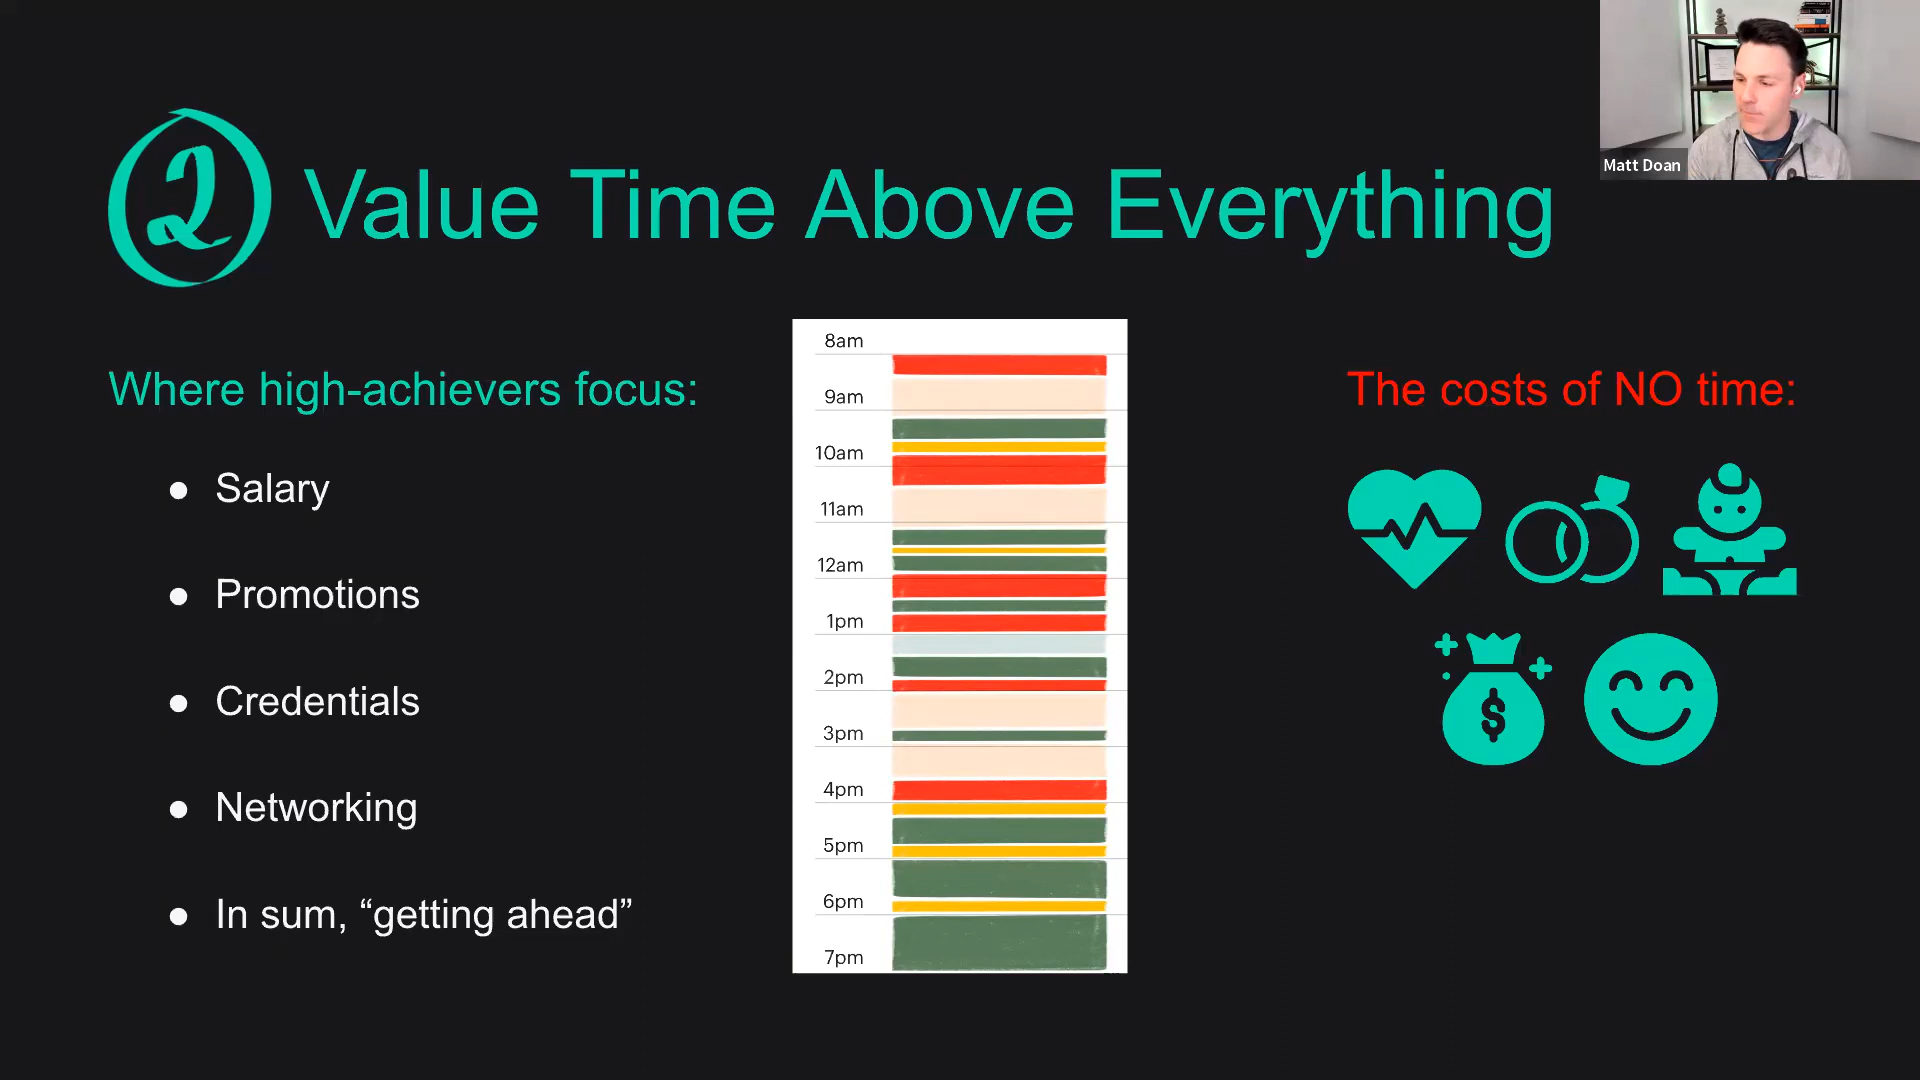 Matt Doan
2 Value Time Above Everything
Where high-achievers focus:
● Salary
● Promotions
● Credentials
● Networking
● In sum, “getting ahead”
8am
9am
10am
11am
12am
1pm
2pm
3pm
4pm
5pm
6pm
7pm
The costs of NO time:
$